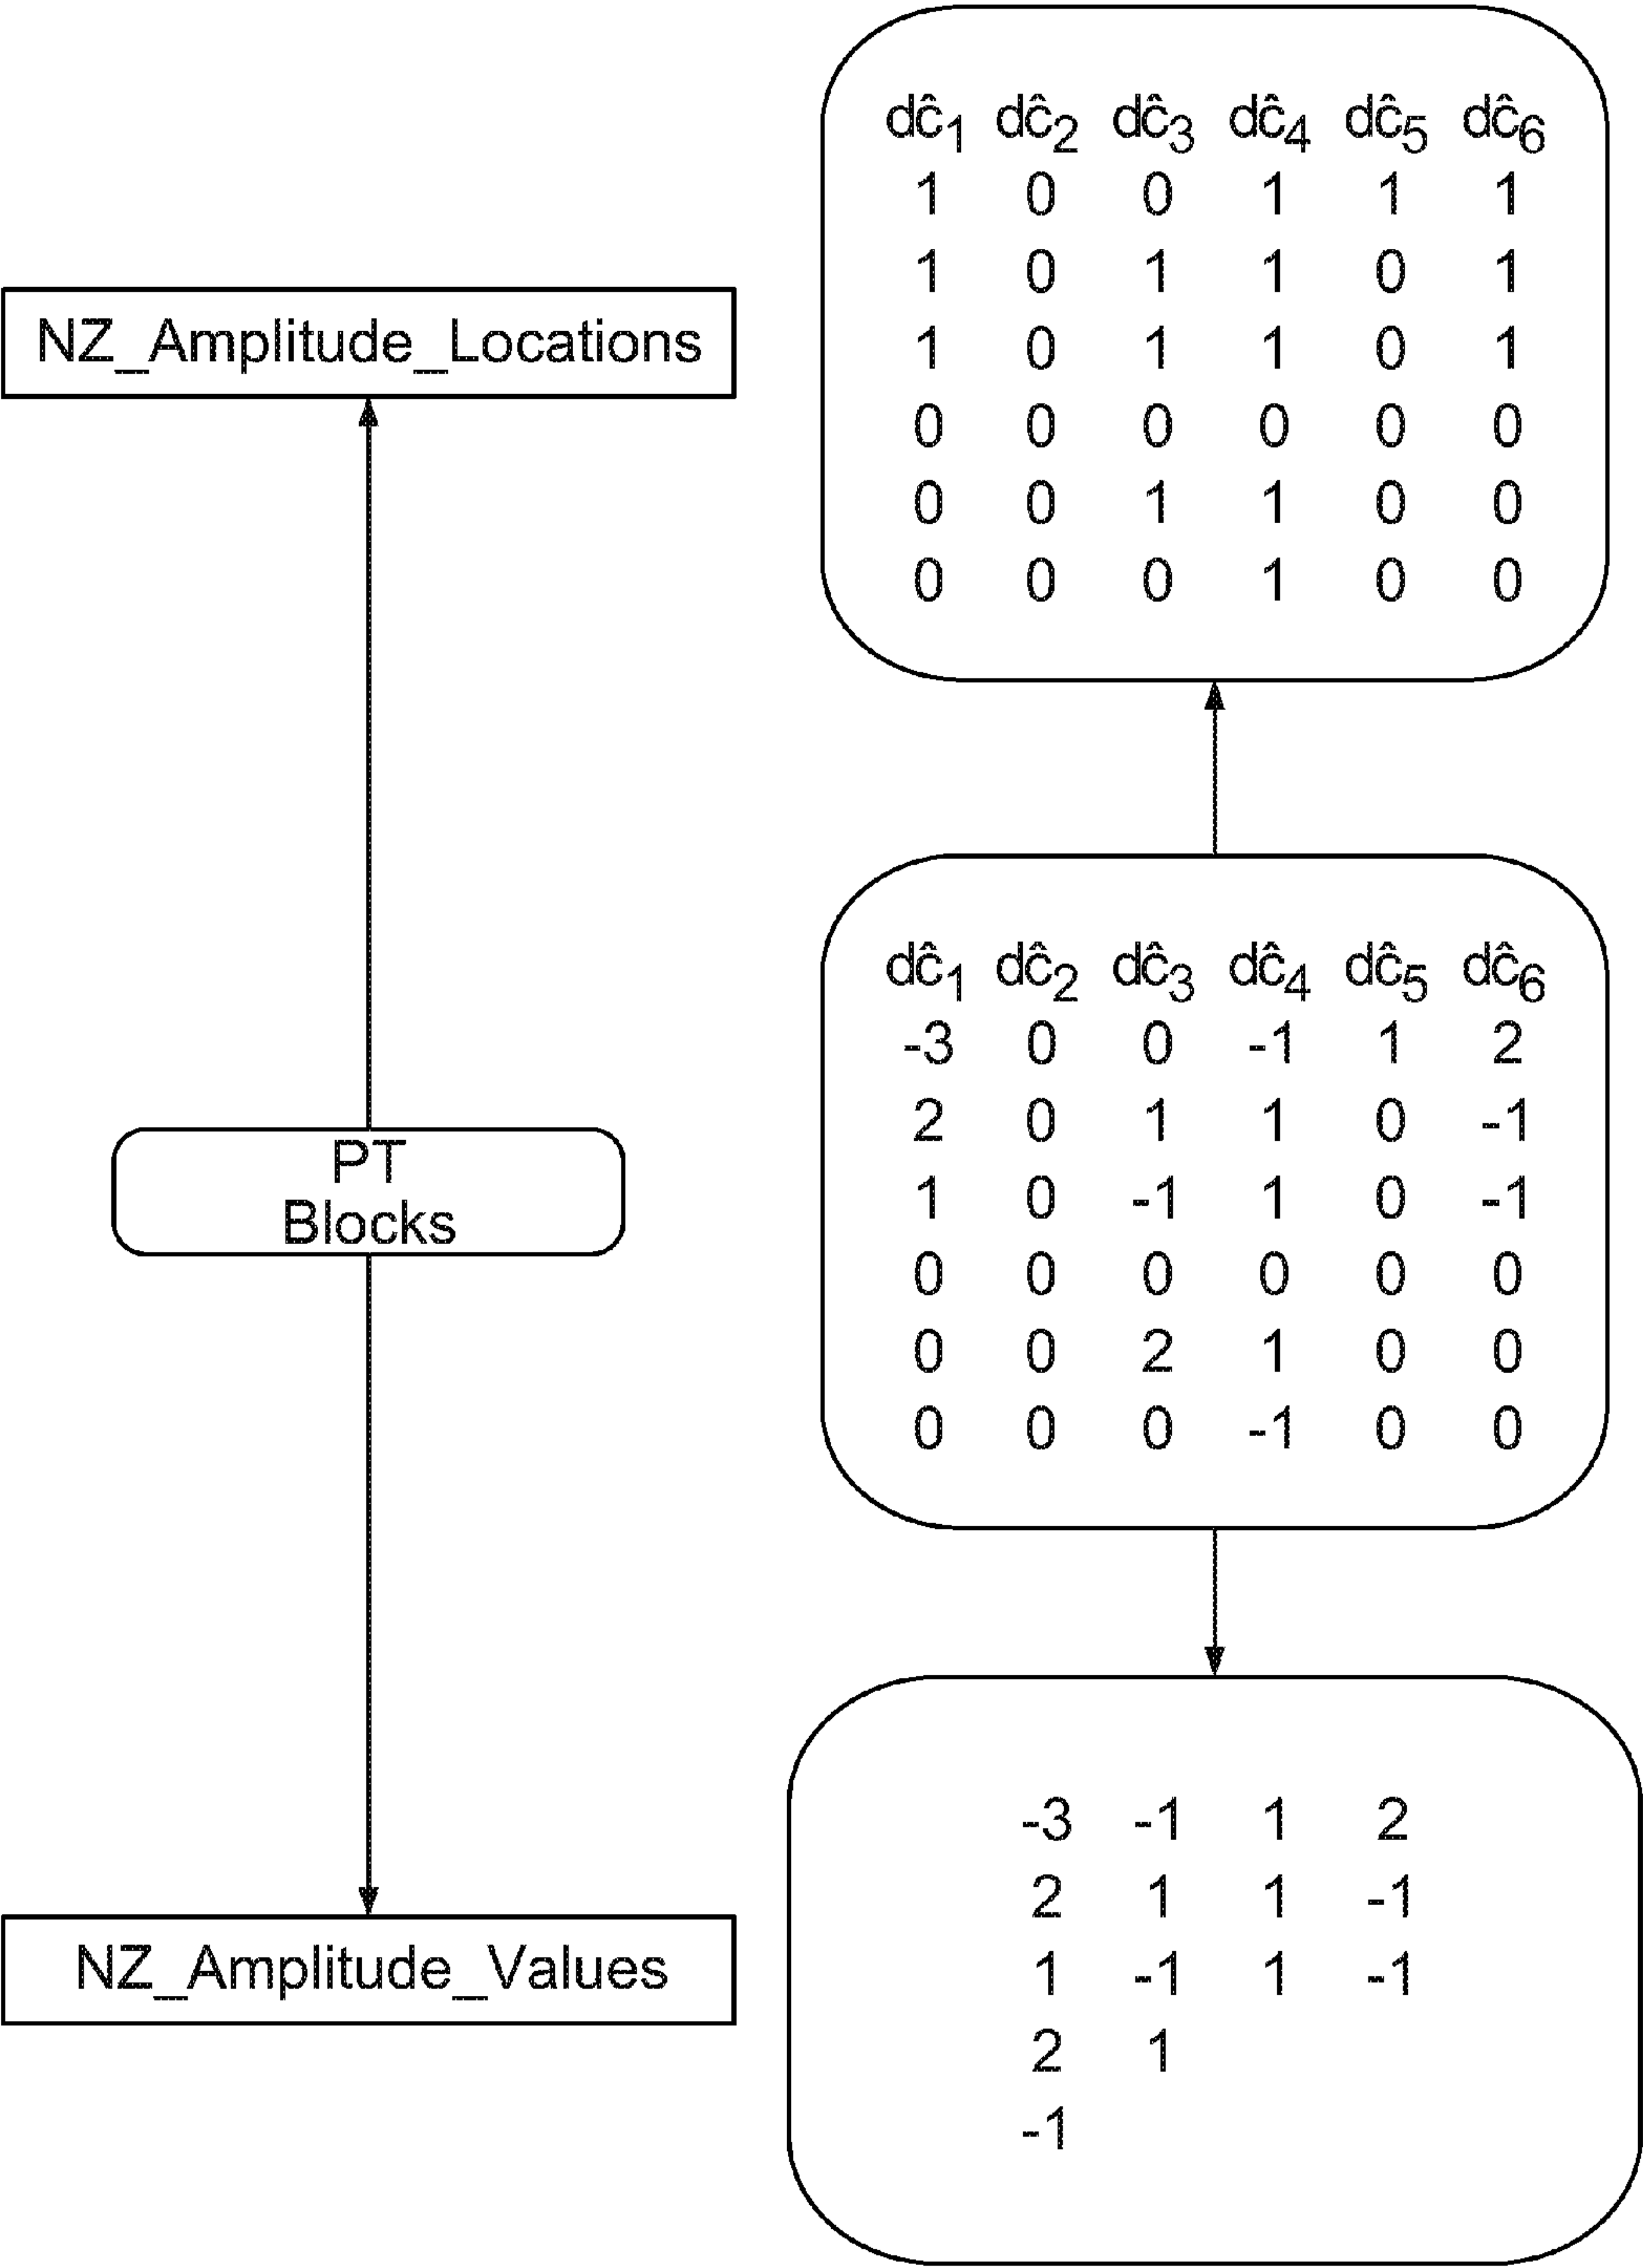 dĉ1 dĉ2 dĉ3 dĉ4 dĉ5 dĉ6
1 0 0 1 1 1
1 0 1 1 0 1
1 0 1 1 0 1
0 0 0 0 0 0
0 0 1 1 0 0
0 0 0 1 0 0
NZ_Amplitude_Locations
PT
Blocks
dĉ1 dĉ2 dĉ3 dĉ4 dĉ5 dĉ6
-3 0 0 -1 1 2
2 0 1 1 0 -1
1 0 -1 1 0 -1
0 0 0 0 0 0
0 0 2 1 0 0
0 0 0 -1 0 0
NZ_Amplitude_Values
-3 -1 1 2
2 1 1 -1
1 -1 1 -1
2 1
-1